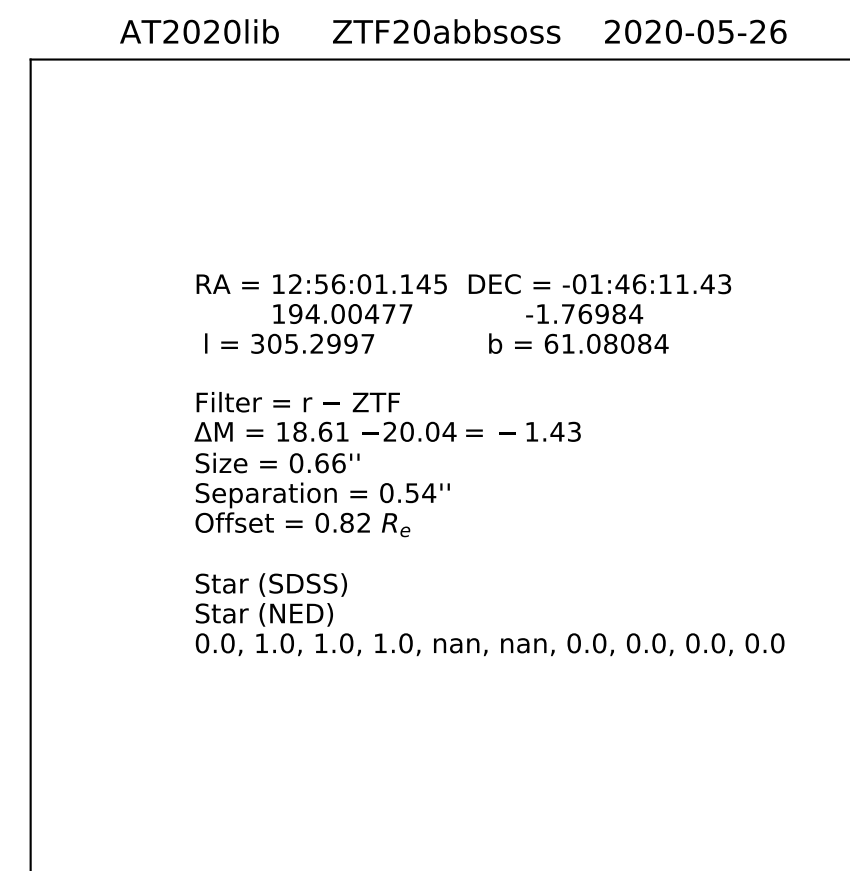 AT2020lib ZTF20abbsoss 2020-05-26
RA = 12:56:01.145 DEC = -01:46:11.43
194.00477 -1.76984
l = 305.2997 b = 61.08084
Filter = r − ZTF
ΔM = 18.61 −20.04 = −1.43
Size = 0.66''
Separation = 0.54''
Offset = 0.82 Rₑ
Star (SDSS)
Star (NED)
0.0, 1.0, 1.0, 1.0, nan, nan, 0.0, 0.0, 0.0, 0.0